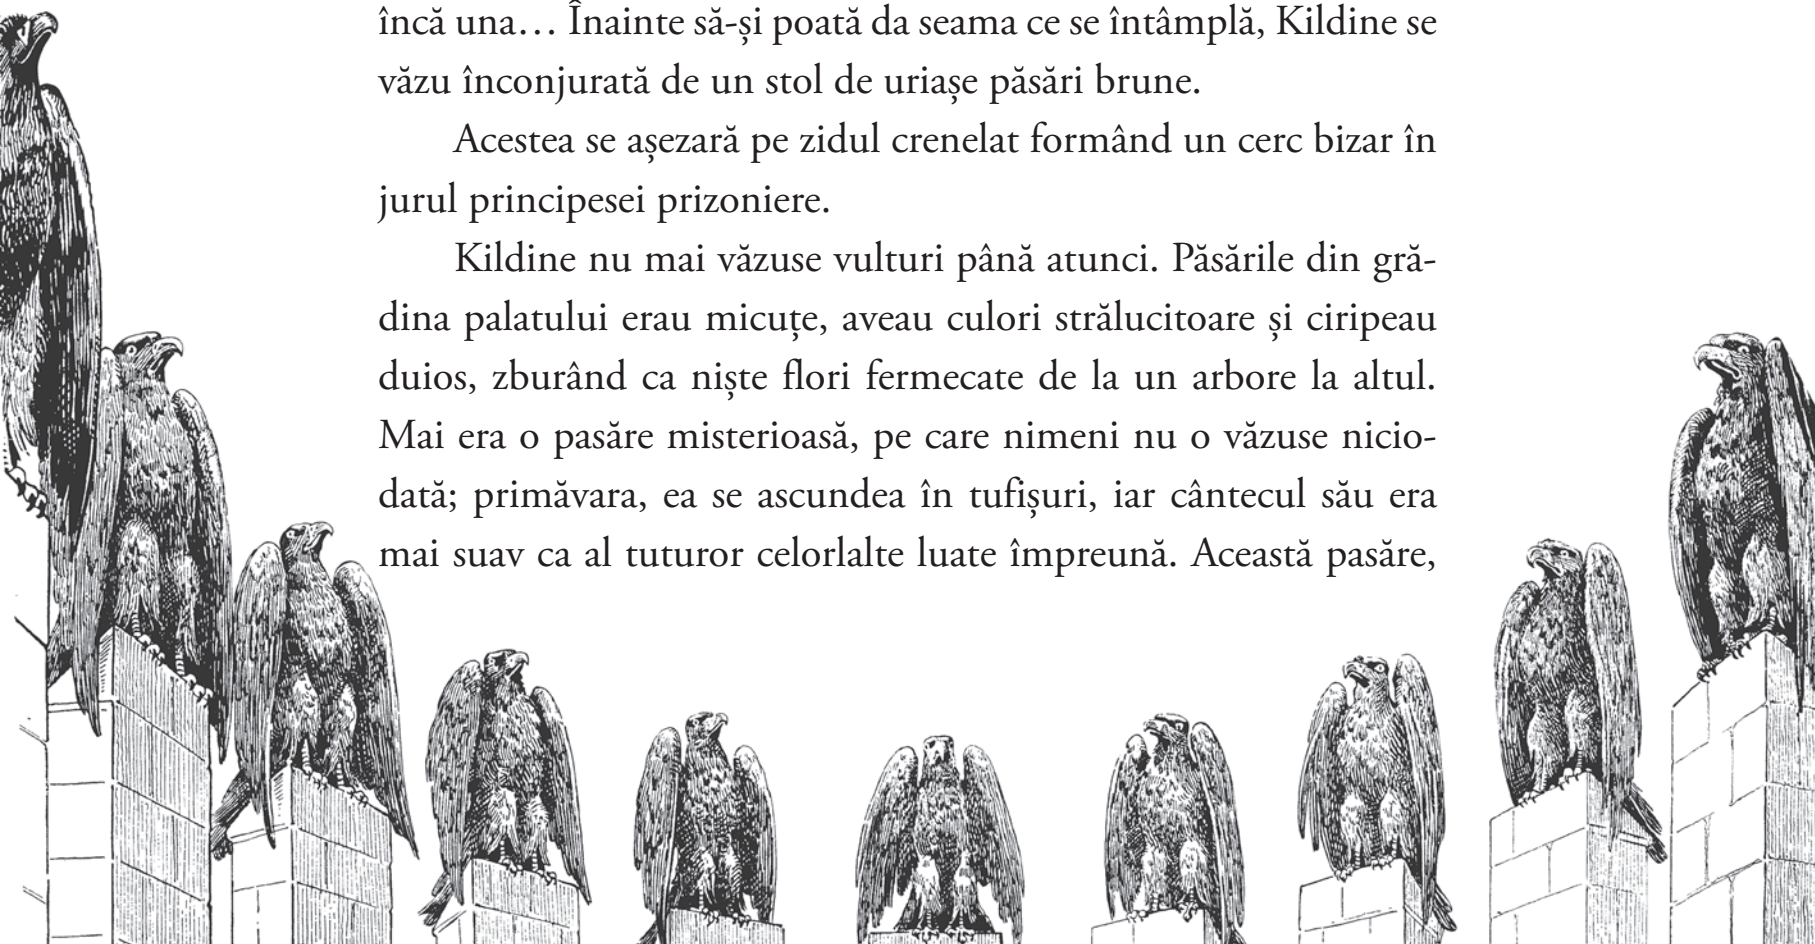 încă una… Înainte să-și poată da seama ce se întâmplă, Kildine se
văzu înconjurată de un stol de uriașe păsări brune.
Acestea se așezară pe zidul crenelat formând un cerc bizar în
jurul principesei prizoniere.
Kildine nu mai văzuse vulturi până atunci. Păsările din gră-
dina palatului erau micuțe, aveau culori strălucitoare și ciripeau
duios, zburând ca niște flori fermecate de la un arbore la altul.
Mai era o pasăre misterioasă, pe care nimeni nu o văzuse nicio-
dată; primăvara, ea se ascundea în tufișuri, iar cântecul său era
mai suav ca al tuturor celorlalte luate împreună. Această pasăre,